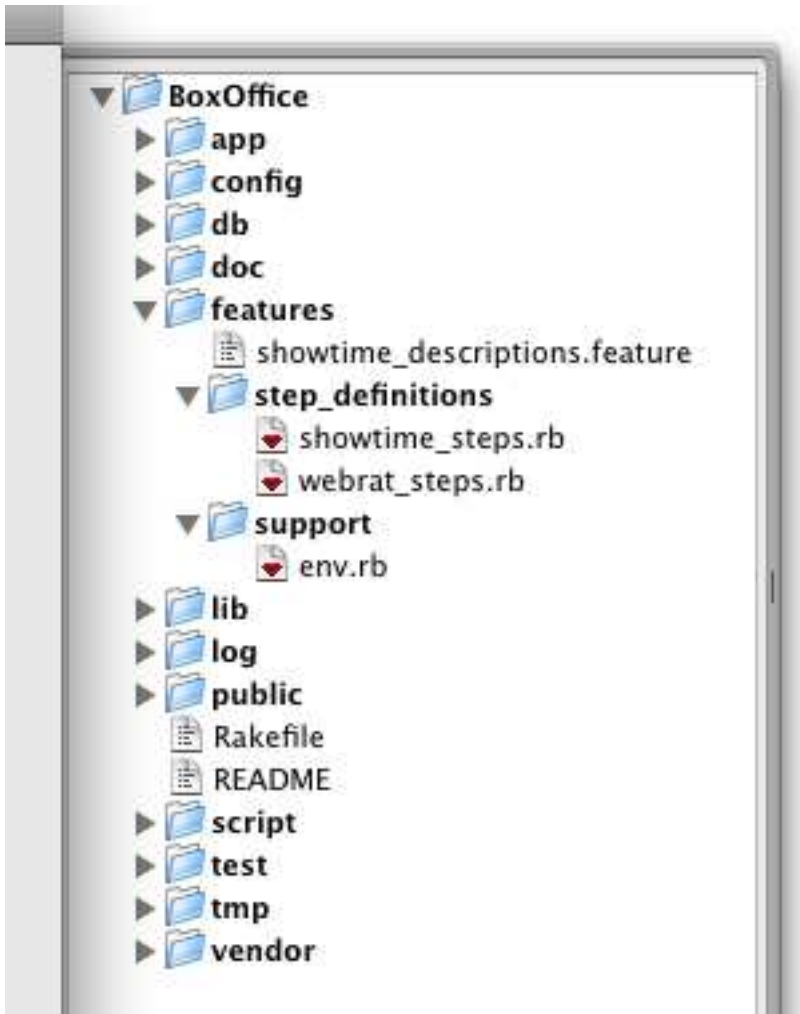 BoxOffice
app
config
db
doc
features
showtime_descriptions.feature
step_definitions
showtime_steps.rb
webrat_steps.rb
support
env.rb
lib
log
public
Rakefile
README
script
test
tmp
vendor